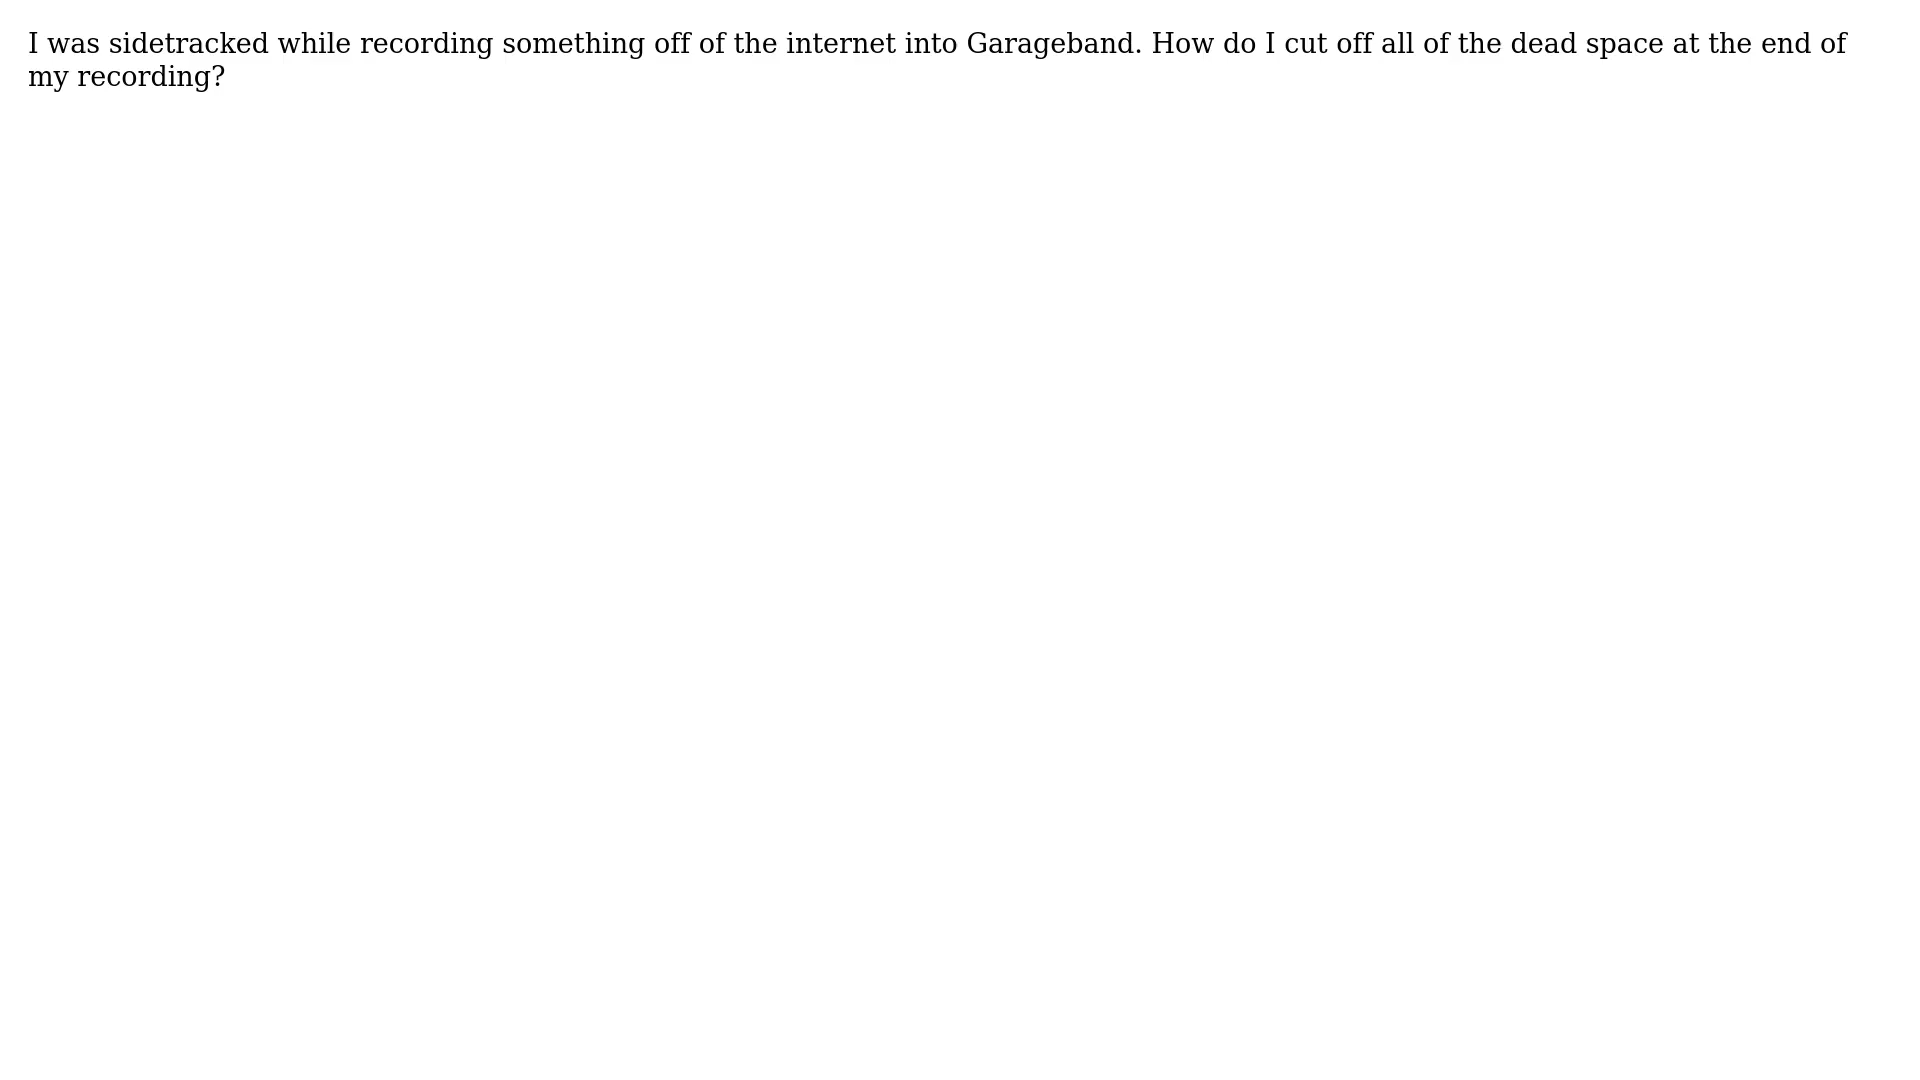 I was sidetracked while recording something off of the internet into Garageband. How do I cut off all of the dead space at the end of
my recording?